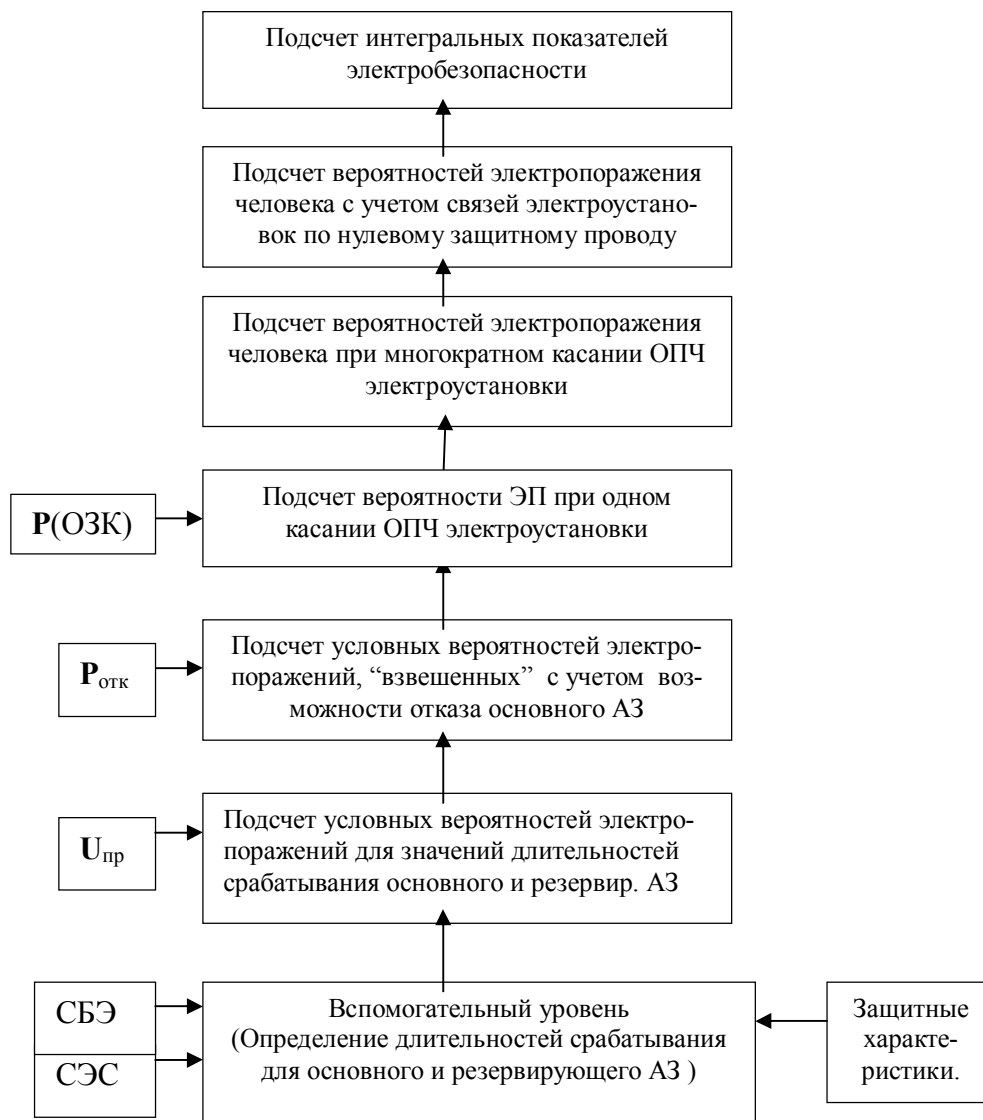 Подсчет интегральных показателей
электробезопасности
Подсчет вероятностей электропоражения
человека с учетом связей электроустано-
вок по нулевому защитному проводу
Подсчет вероятностей электропоражения
человека при многократном касании ОПЧ
электроустановки
P(ОЗК)
Подсчет вероятности ЭП при одном
касании ОПЧ электроустановки
Pотк
Подсчет условных вероятностей электро-
поражений, “взвешенных” с учетом воз-
можности отказа основного АЗ
Uпр
Подсчет условных вероятностей электро-
поражений для значений длительностей
срабатывания основного и резервир. АЗ
СБЭ
СЭС
Вспомогательный уровень
(Определение длительностей срабатывания
для основного и резервирующего АЗ )
Защитные
характе-
ристики.